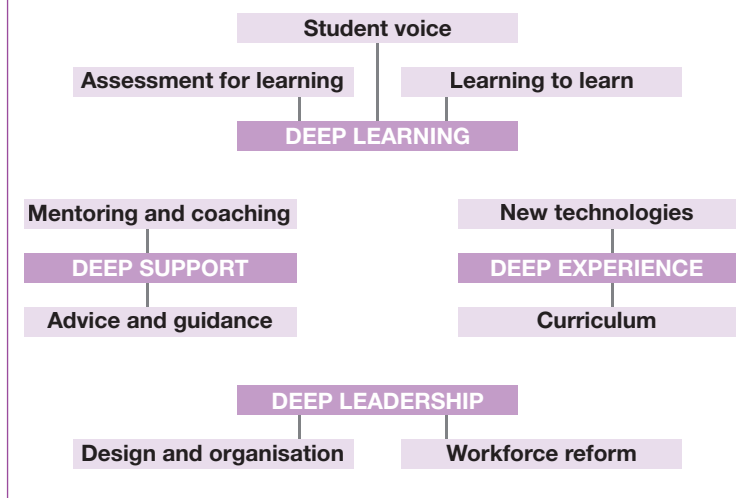 Student voice
Assessment for learning
Learning to learn
DEEP LEARNING
Mentoring and coaching
New technologies
DEEP SUPPORT
DEEP EXPERIENCE
Advice and guidance
Curriculum
DEEP LEADERSHIP
Design and organisation
Workforce reform